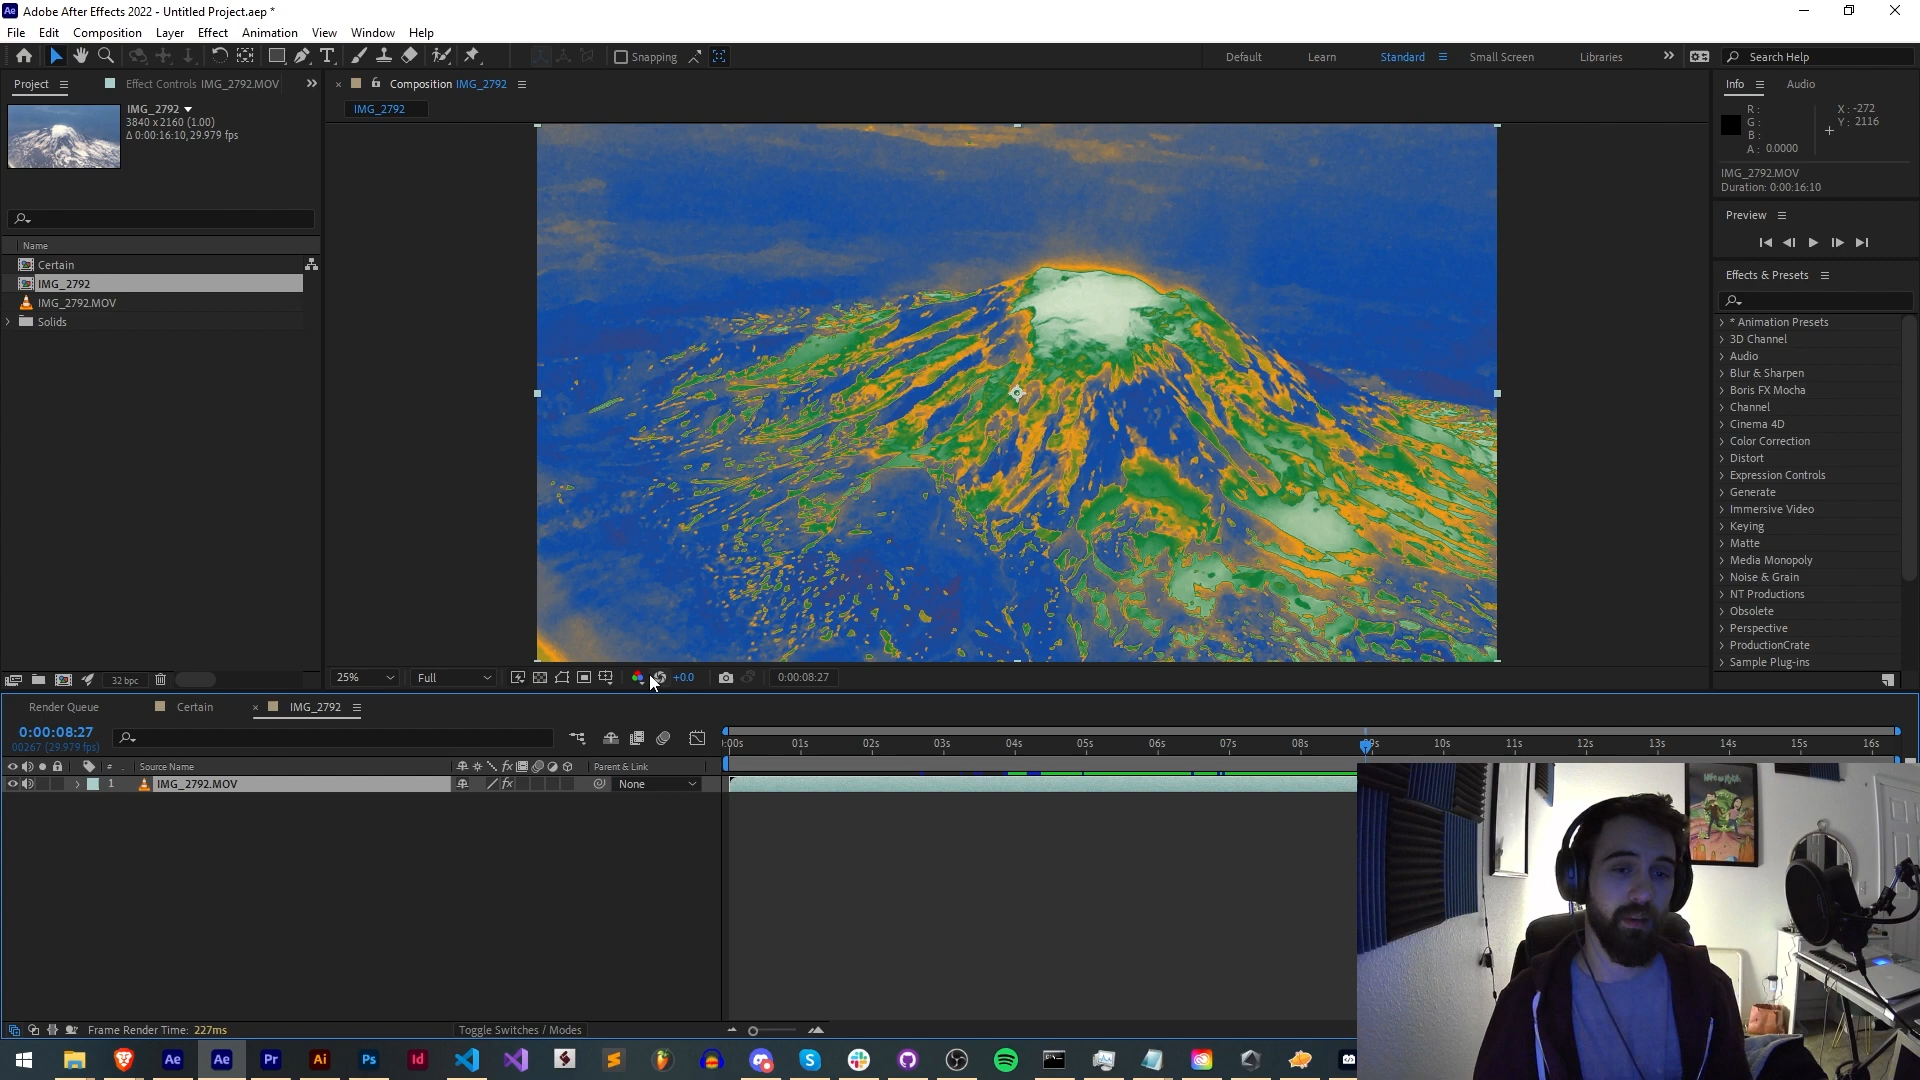 Adobe After Effects 2022 - Untitled Project.aep *
File Edit Composition Layer Effect Animation View Window Help
Snapping
Default Learn Standard Small Screen Libraries
Search Help
Project Effect Controls IMG_2792.MOV
Composition IMG_2792
IMG_2792
IMG_2792
3840 x 2160 (1.00)
Δ 0:00:16:10, 29.979 fps
Name
Certain
IMG_2792
IMG_2792.MOV
Solids
32 bpc
25% Full +0.0 0:00:08:27
Info Audio
R :
G :
B :
A : 0.0000
X : -272
Y : 2116
IMG_2792.MOV
Duration: 0:00:16:10
Preview
Effects & Presets
* Animation Presets
3D Channel
Audio
Blur & Sharpen
Boris FX Mocha
Channel
Cinema 4D
Color Correction
Distort
Expression Controls
Generate
Immersive Video
Keying
Matte
Media Monopoly
Noise & Grain
NT Productions
Obsolete
Perspective
ProductionCrate
Sample Plug-ins
Render Queue Certain IMG_2792
0:00:08:27
00267 (29.979 fps)
:00s 01s 02s 03s 04s 05s 06s 07s 08s 09s 10s 11s 12s 13s 14s 15s 16s
# Source Name Parent & Link
1 IMG_2792.MOV None
Frame Render Time: 227ms
Toggle Switches / Modes
Ae Ae Pr Ai Ps Id